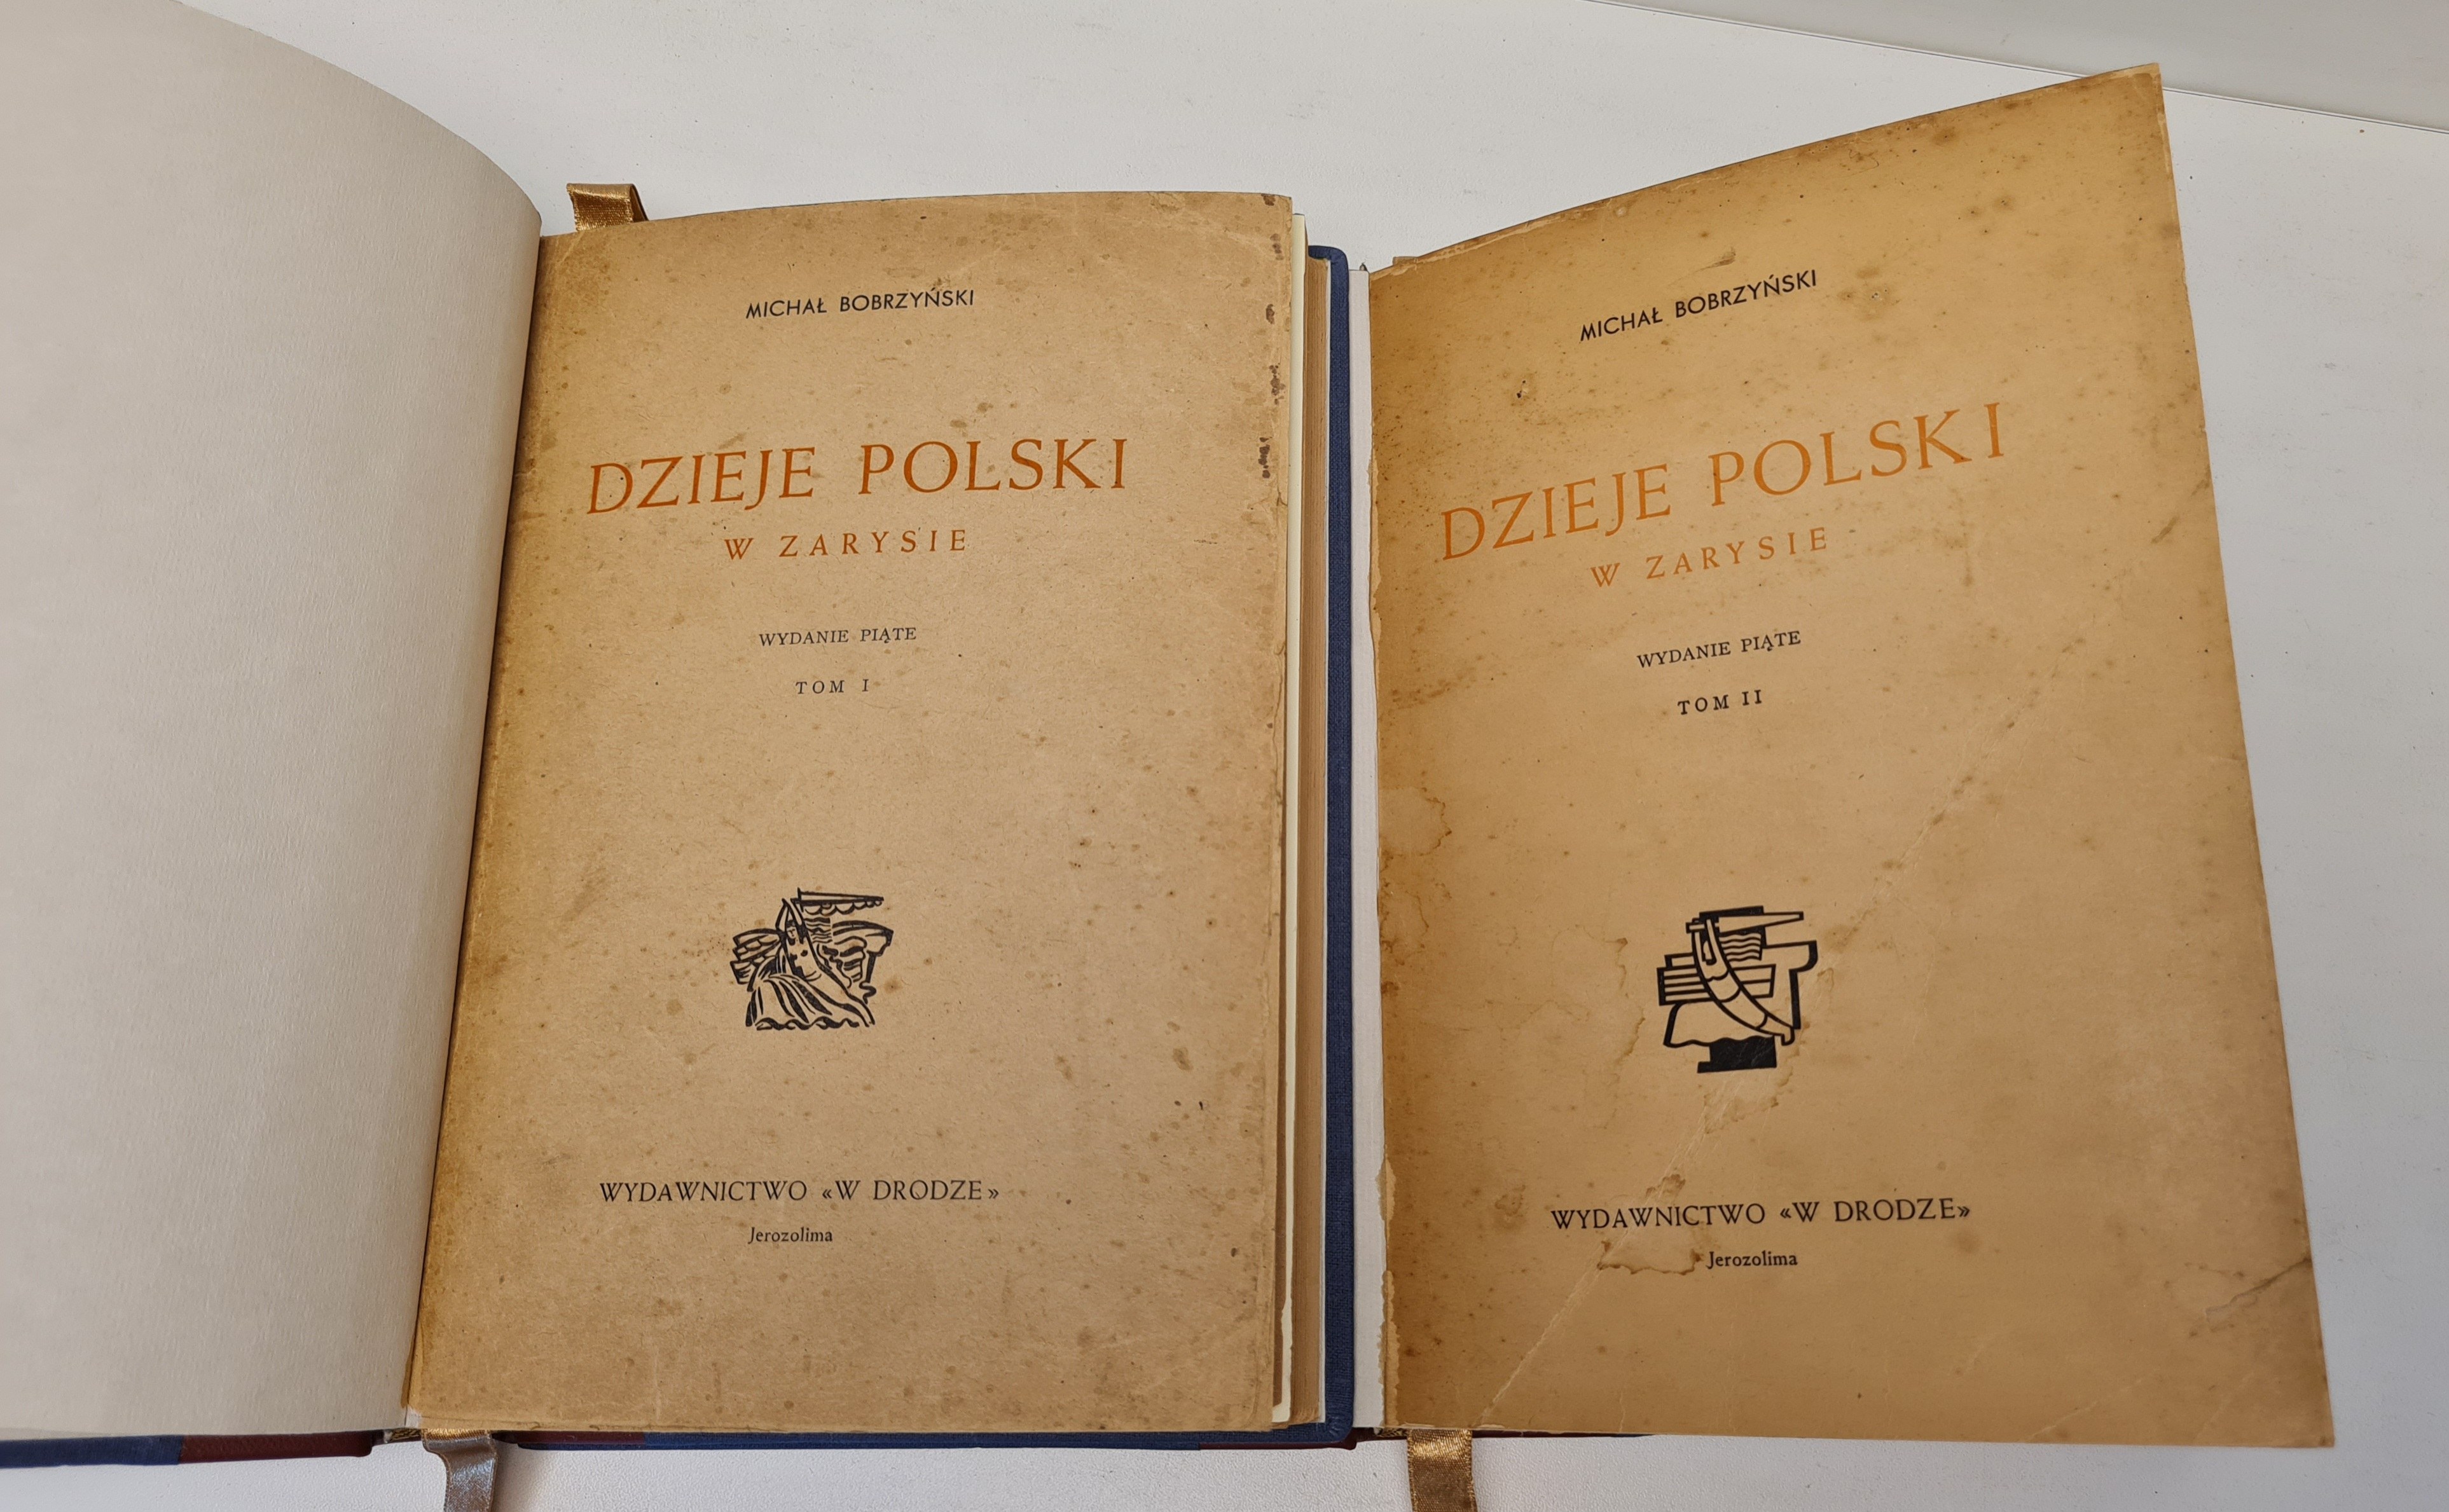 MICHAŁ BOBRZYŃSKI
DZIEJE POLSKI
W ZARYSIE
WYDANIE PIĄTE
TOM I
WYDAWNICTWO «W DRODZE»
Jerozolima
MICHAŁ BOBRZYŃSKI
DZIEJE POLSKI
W ZARYSIE
WYDANIE PIĄTE
TOM II
WYDAWNICTWO «W DRODZE»
Jerozolima